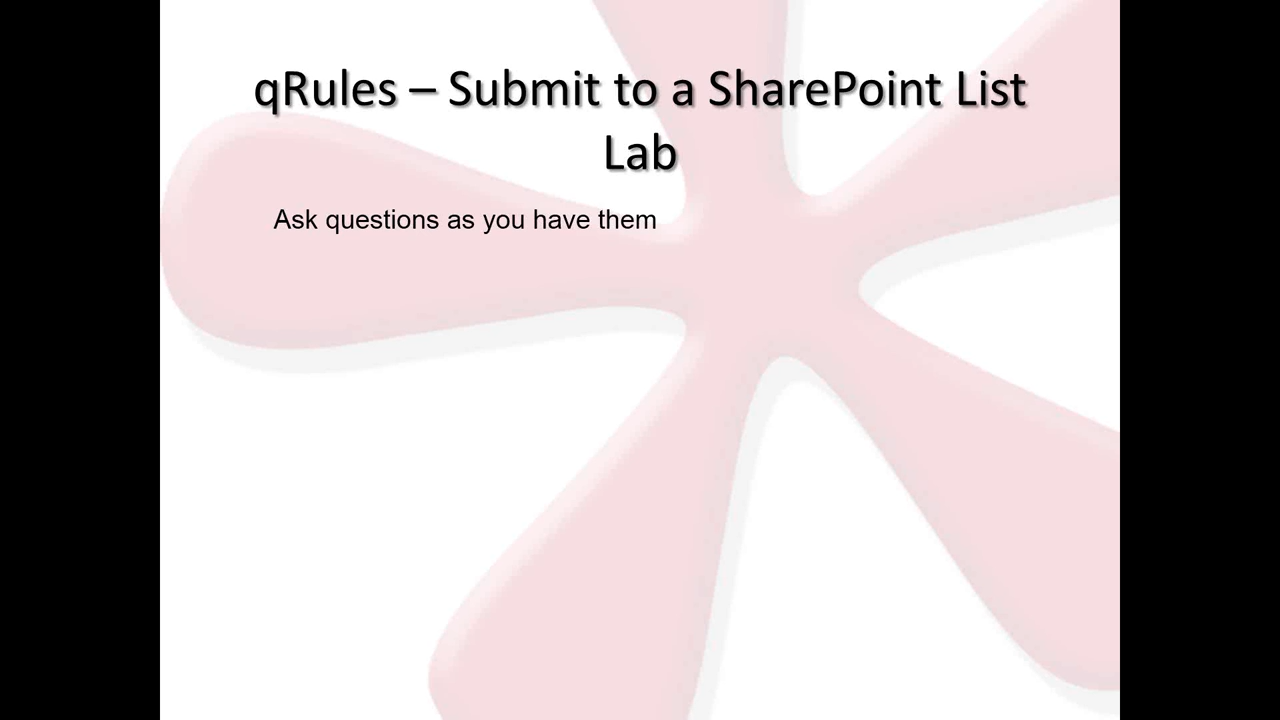 qRules – Submit to a SharePoint List
Lab
Ask questions as you have them